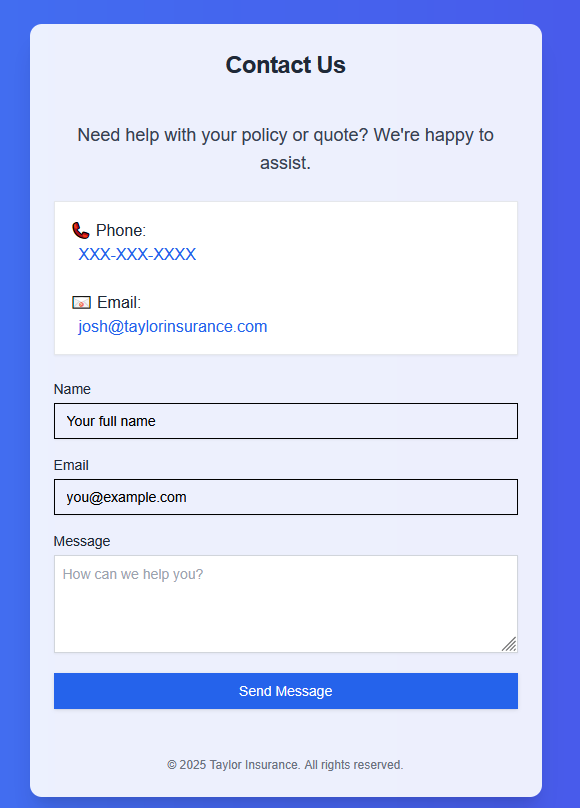 Contact Us
Need help with your policy or quote? We're happy to
assist.
Phone:
XXX-XXX-XXXX
Email:
josh@taylorinsurance.com
Name
Your full name
Email
you@example.com
Message
How can we help you?
Send Message
© 2025 Taylor Insurance. All rights reserved.